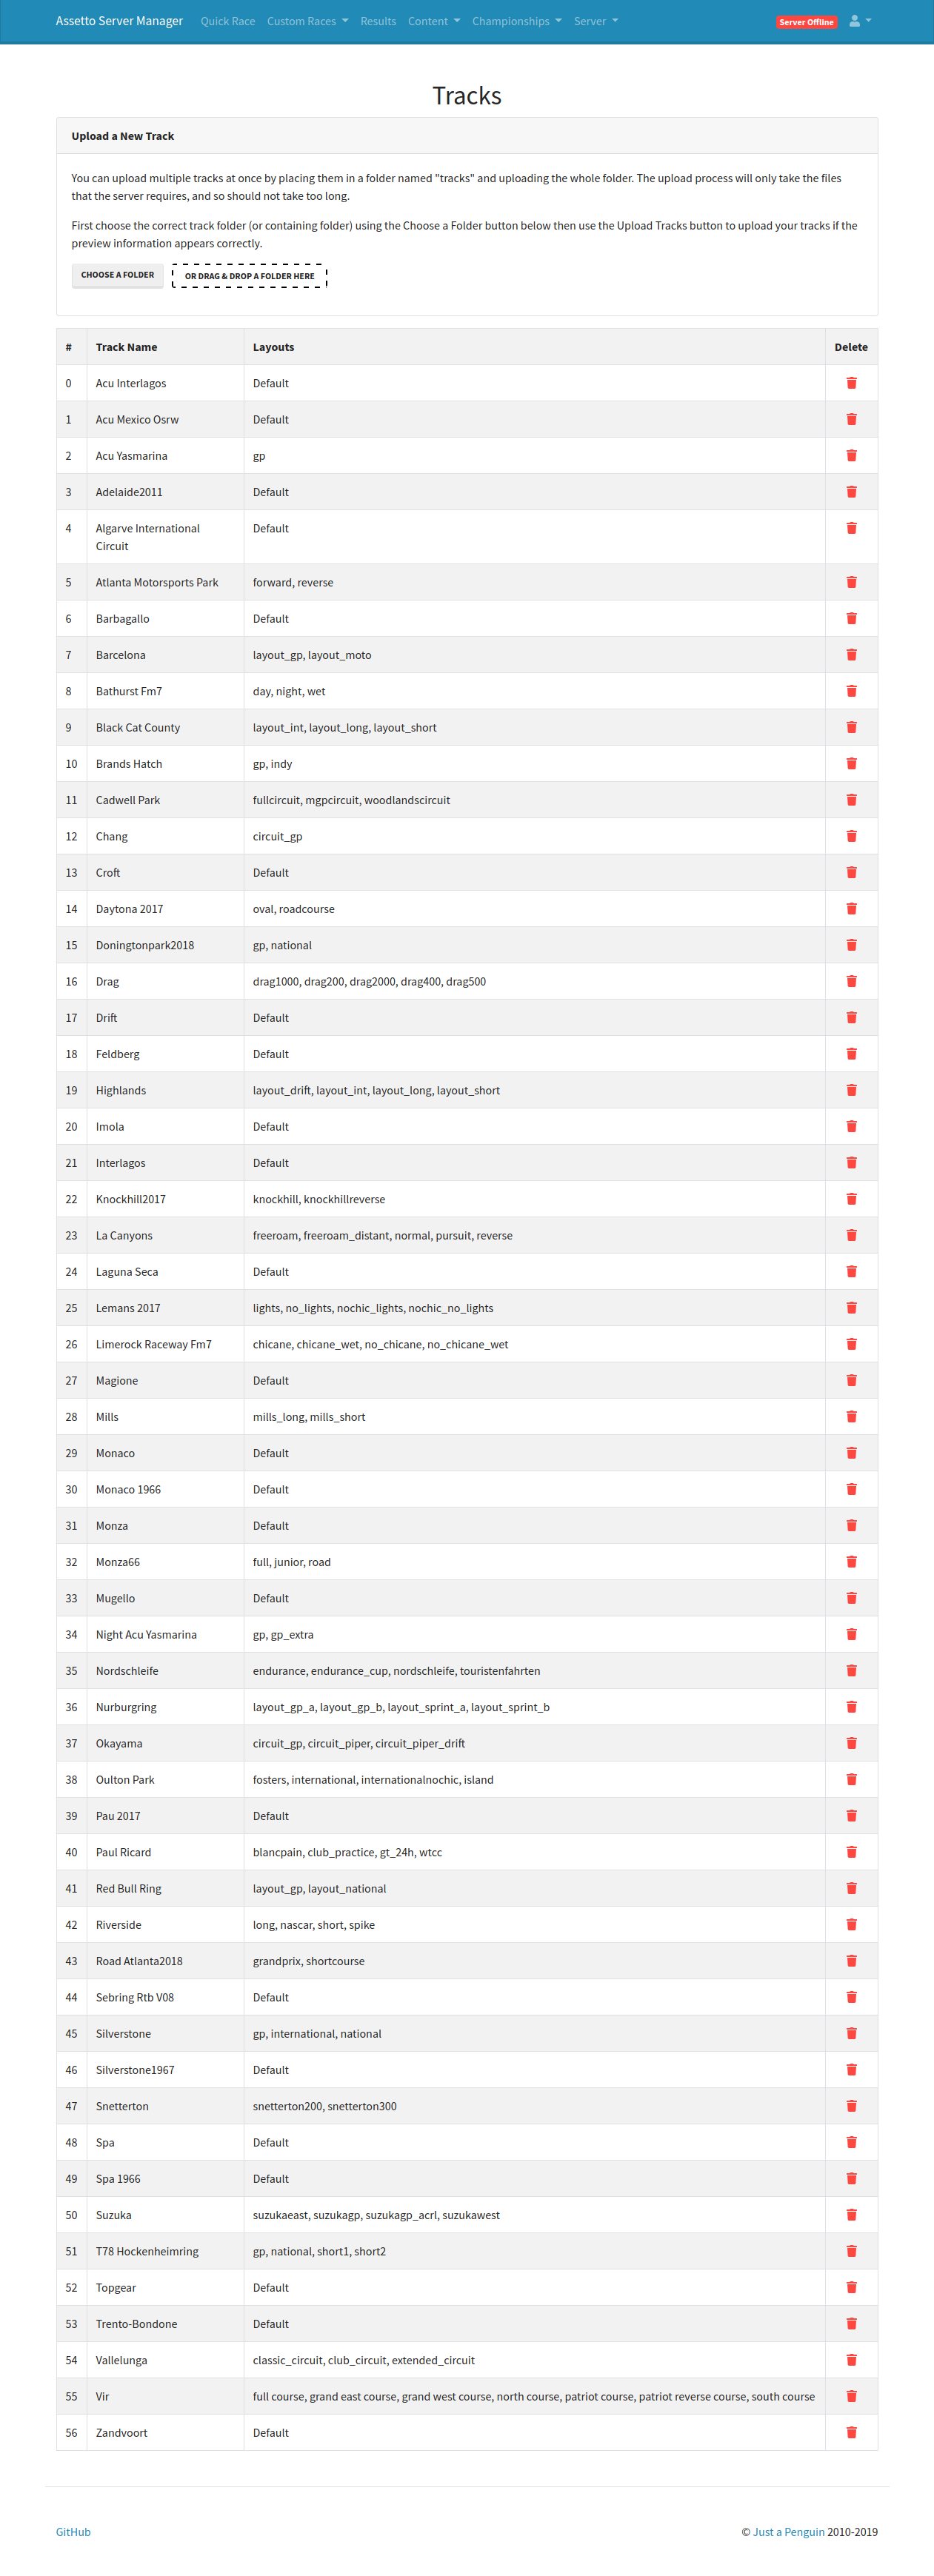 Assetto Server Manager Quick Race Custom Races Results Content Championships Server Server Offline
Tracks
Upload a New Track
You can upload multiple tracks at once by placing them in a folder named "tracks" and uploading the whole folder. The upload process will only take the files
that the server requires, and so should not take too long.
First choose the correct track folder (or containing folder) using the Choose a Folder button below then use the Upload Tracks button to upload your tracks if the
preview information appears correctly.
CHOOSE A FOLDER OR DRAG & DROP A FOLDER HERE
# Track Name Layouts Delete
0 Acu Interlagos Default
1 Acu Mexico Osrw Default
2 Acu Yasmarina gp
3 Adelaide2011 Default
4 Algarve International Default
Circuit
5 Atlanta Motorsports Park forward, reverse
6 Barbagallo Default
7 Barcelona layout_gp, layout_moto
8 Bathurst Fm7 day, night, wet
9 Black Cat County layout_int, layout_long, layout_short
10 Brands Hatch gp, indy
11 Cadwell Park fullcircuit, mgpcircuit, woodlandscircuit
12 Chang circuit_gp
13 Croft Default
14 Daytona 2017 oval, roadcourse
15 Doningtonpark2018 gp, national
16 Drag drag1000, drag200, drag2000, drag400, drag500
17 Drift Default
18 Feldberg Default
19 Highlands layout_drift, layout_int, layout_long, layout_short
20 Imola Default
21 Interlagos Default
22 Knockhill2017 knockhill, knockhillreverse
23 La Canyons freeroam, freeroam_distant, normal, pursuit, reverse
24 Laguna Seca Default
25 Lemans 2017 lights, no_lights, nochic_lights, nochic_no_lights
26 Limerock Raceway Fm7 chicane, chicane_wet, no_chicane, no_chicane_wet
27 Magione Default
28 Mills mills_long, mills_short
29 Monaco Default
30 Monaco 1966 Default
31 Monza Default
32 Monza66 full, junior, road
33 Mugello Default
34 Night Acu Yasmarina gp, gp_extra
35 Nordschleife endurance, endurance_cup, nordschleife, touristenfahrten
36 Nurburgring layout_gp_a, layout_gp_b, layout_sprint_a, layout_sprint_b
37 Okayama circuit_gp, circuit_piper, circuit_piper_drift
38 Oulton Park fosters, international, internationalnochic, island
39 Pau 2017 Default
40 Paul Ricard blancpain, club_practice, gt_24h, wtcc
41 Red Bull Ring layout_gp, layout_national
42 Riverside long, nascar, short, spike
43 Road Atlanta2018 grandprix, shortcourse
44 Sebring Rtb V08 Default
45 Silverstone gp, international, national
46 Silverstone1967 Default
47 Snetterton snetterton200, snetterton300
48 Spa Default
49 Spa 1966 Default
50 Suzuka suzukaeast, suzukagp, suzukagp_acrl, suzukawest
51 T78 Hockenheimring gp, national, short1, short2
52 Topgear Default
53 Trento-Bondone Default
54 Vallelunga classic_circuit, club_circuit, extended_circuit
55 Vir full course, grand east course, grand west course, north course, patriot course, patriot reverse course, south course
56 Zandvoort Default
GitHub © Just a Penguin 2010-2019